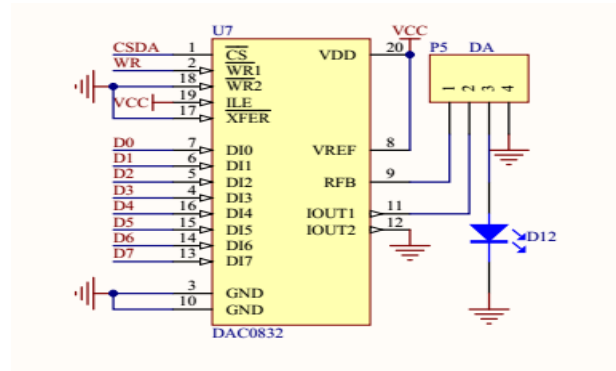 U7
VCC
CSDA 1 CS VDD 20 P5 DA
WR 2 WR1
18 WR2
VCC 19 ILE
17 XFER
1 2 3 4
D0 7 DI0 VREF 8
D1 6 DI1
D2 5 DI2 RFB 9
D3 4 DI3
D4 16 DI4 IOUT1 11
D5 15 DI5 IOUT2 12
D6 14 DI6 D12
D7 13 DI7
3 GND
10 GND
DAC0832